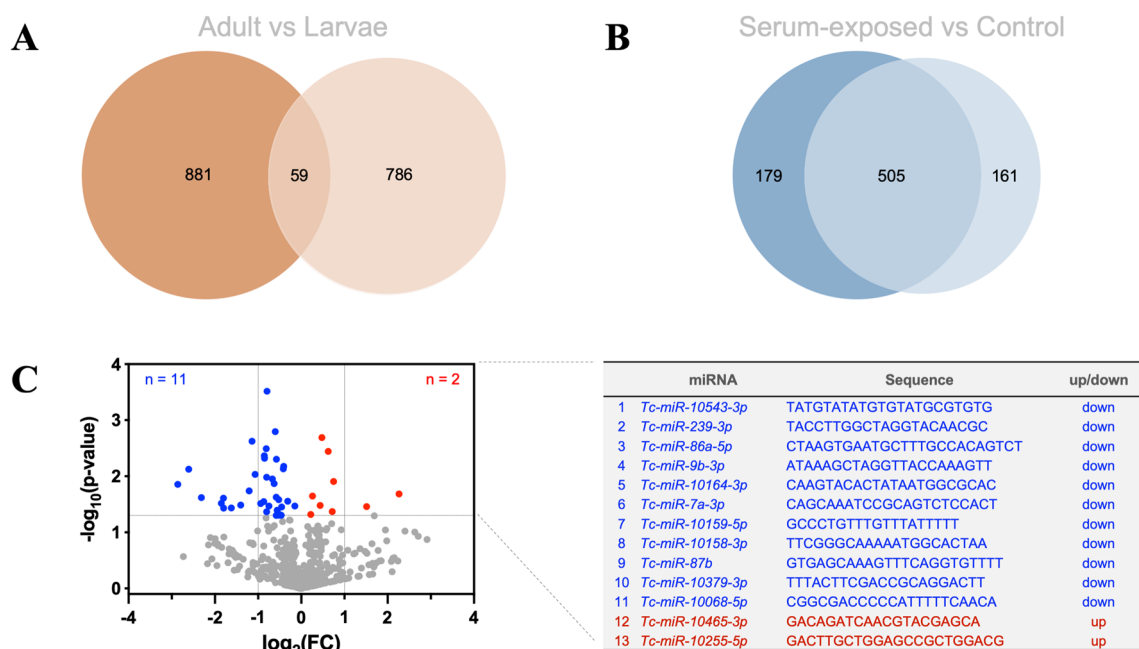 A
Adult vs Larvae
881
59
786
B
Serum-exposed vs Control
179
505
161
C
-log10(p-value)
4
3
2
1
0
n = 11
n = 2
-4
-2
0
2
4
log2(FC)
miRNA Sequence up/down
1 Tc-miR-10543-3p TATGTATATGTGTATGCGTGTG down
2 Tc-miR-239-3p TACCTTGGCTAGGTACAACGC down
3 Tc-miR-86a-5p CTAAGTGAATGCTTTGCCACAGTCT down
4 Tc-miR-9b-3p ATAAAGCTAGGTTACCAAAGTT down
5 Tc-miR-10164-3p CAAGTACACTATAATGGCGCAC down
6 Tc-miR-7a-3p CAGCAAATCCGCAGTCTCCACT down
7 Tc-miR-10159-5p GCCCTGTTTGTTTATTTTT down
8 Tc-miR-10158-3p TTCGGGCAAAAATGGCACTAA down
9 Tc-miR-87b GTGAGCAAAGTTTCAGGTGTTTT down
10 Tc-miR-10379-3p TTTACTTCGACCGCAGGACTT down
11 Tc-miR-10068-5p CGGCGACCCCCATTTTTCAACA down
12 Tc-miR-10465-3p GACAGATCAACGTACGAGCA up
13 Tc-miR-10255-5p GACTTGCTGGAGCCGCTGGACG up